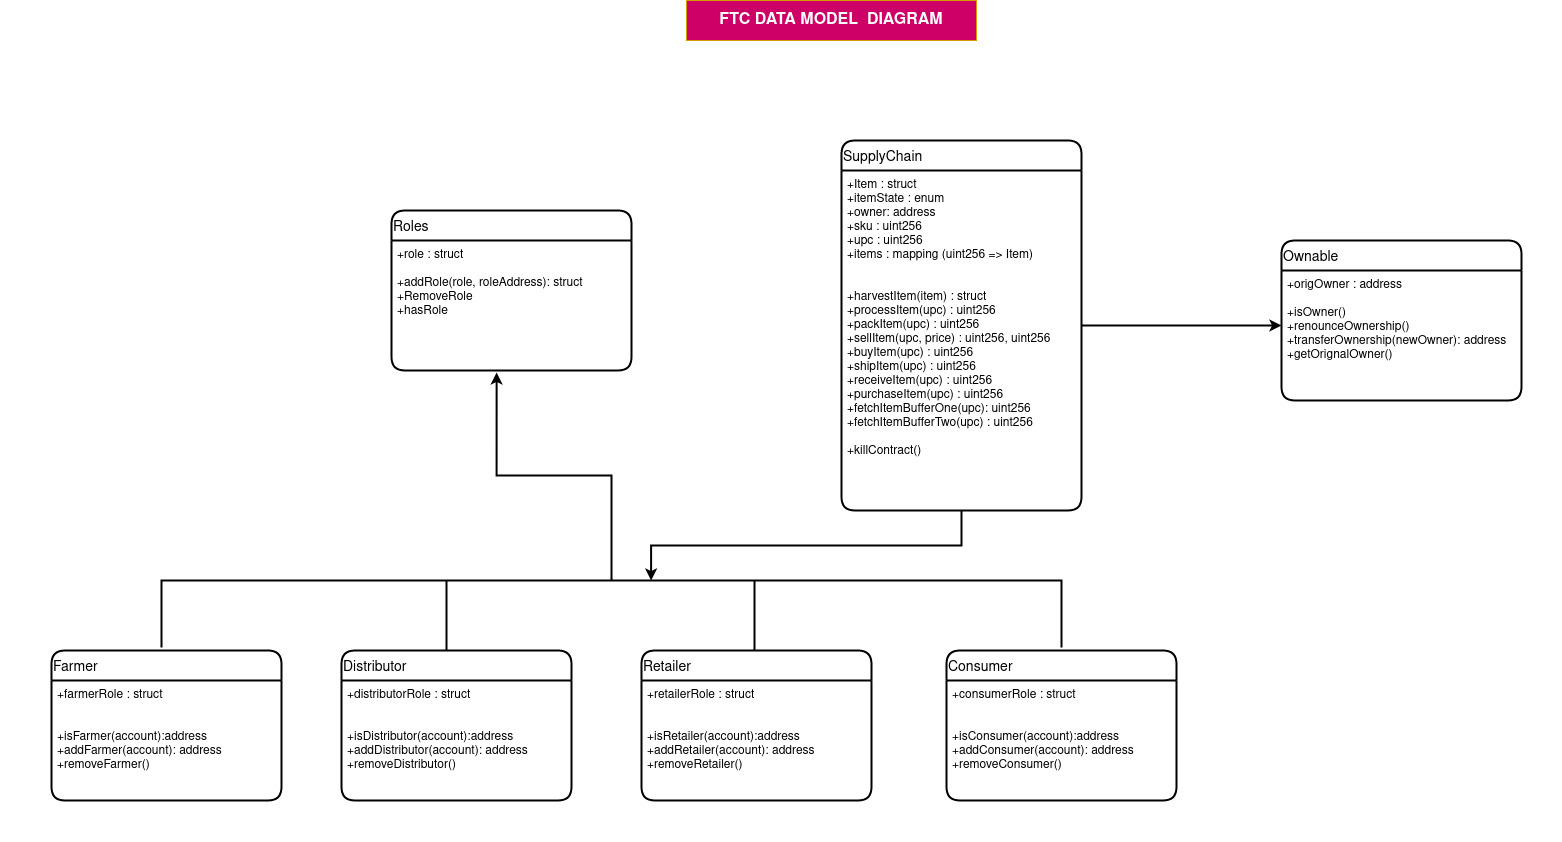 FTC DATA MODEL  DIAGRAM
SupplyChain
+Item : struct
+itemState : enum
+owner: address
+sku : uint256
+upc : uint256
+items : mapping (uint256 => Item)
+harvestItem(item) : struct
+processItem(upc) : uint256
+packItem(upc) : uint256
+sellItem(upc, price) : uint256, uint256
+buyItem(upc) : uint256
+shipItem(upc) : uint256
+receiveItem(upc) : uint256
+purchaseItem(upc) : uint256
+fetchItemBufferOne(upc): uint256
+fetchItemBufferTwo(upc) : uint256
+killContract()
Roles
+role : struct
+addRole(role, roleAddress): struct
+RemoveRole
+hasRole
Ownable
+origOwner : address
+isOwner()
+renounceOwnership()
+transferOwnership(newOwner): address
+getOrignalOwner()
Farmer
+farmerRole : struct
+isFarmer(account):address
+addFarmer(account): address
+removeFarmer()
Distributor
+distributorRole : struct
+isDistributor(account):address
+addDistributor(account): address
+removeDistributor()
Retailer
+retailerRole : struct
+isRetailer(account):address
+addRetailer(account): address
+removeRetailer()
Consumer
+consumerRole : struct
+isConsumer(account):address
+addConsumer(account): address
+removeConsumer()